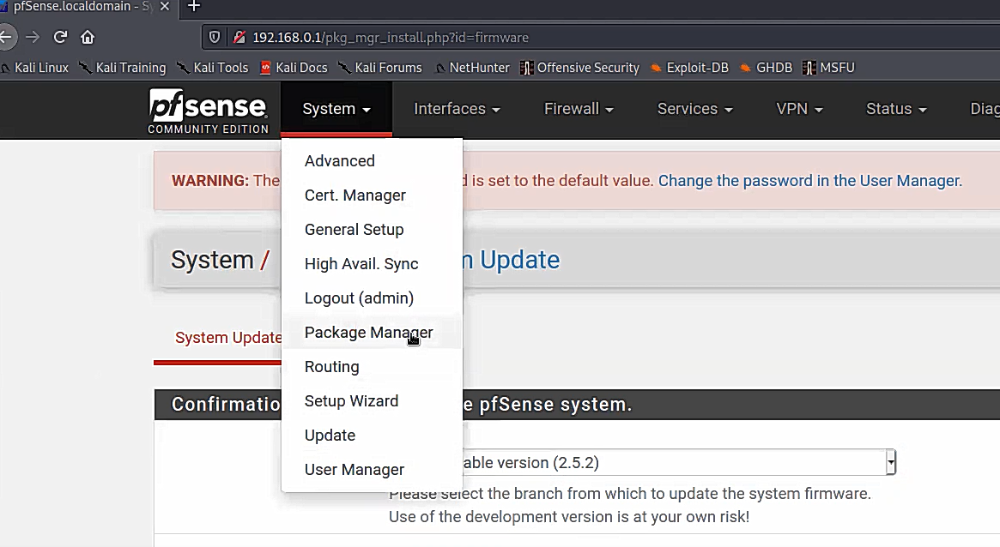 pfSense.localdomain - Sy
192.168.0.1/pkg_mgr_install.php?id=firmware
Kali Linux Kali Training Kali Tools Kali Docs Kali Forums NetHunter Offensive Security Exploit-DB GHDB MSFU
pfsense
COMMUNITY EDITION
System Interfaces Firewall Services VPN Status Diag
Advanced
WARNING: The d is set to the default value. Change the password in the User Manager.
Cert. Manager
General Setup
System / m Update
High Avail. Sync
Logout (admin)
Package Manager
System Update
Routing
Setup Wizard
Confirmatio e pfSense system.
Update
able version (2.5.2)
User Manager
Please select the branch from which to update the system firmware.
Use of the development version is at your own risk!